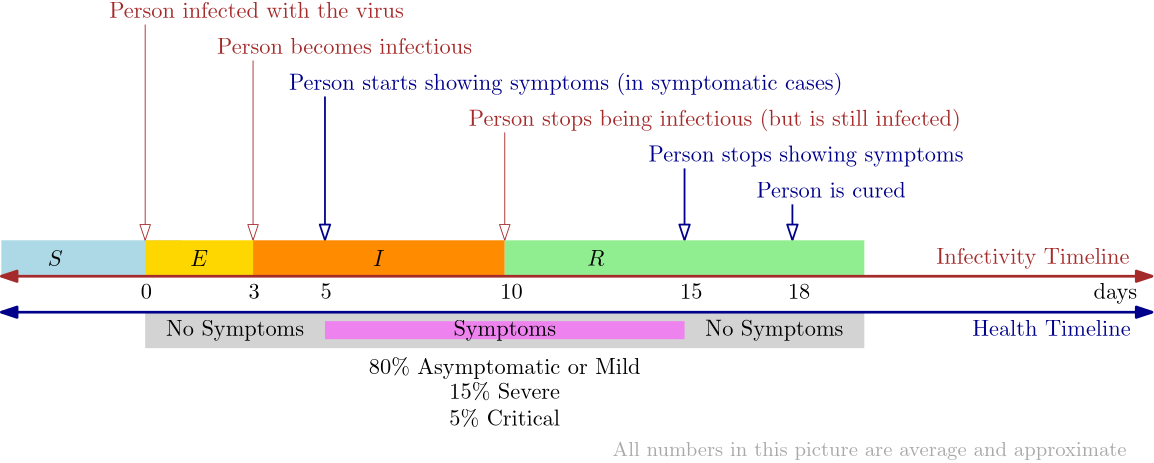 Person infected with the virus
Person becomes infectious
Person starts showing symptoms (in symptomatic cases)
Person stops being infectious (but is still infected)
Person stops showing symptoms
Person is cured
S E I R Infectivity Timeline
0 3 5 10 15 18 days
No Symptoms Symptoms No Symptoms Health Timeline
80% Asymptomatic or Mild
15% Severe
5% Critical
All numbers in this picture are average and approximate